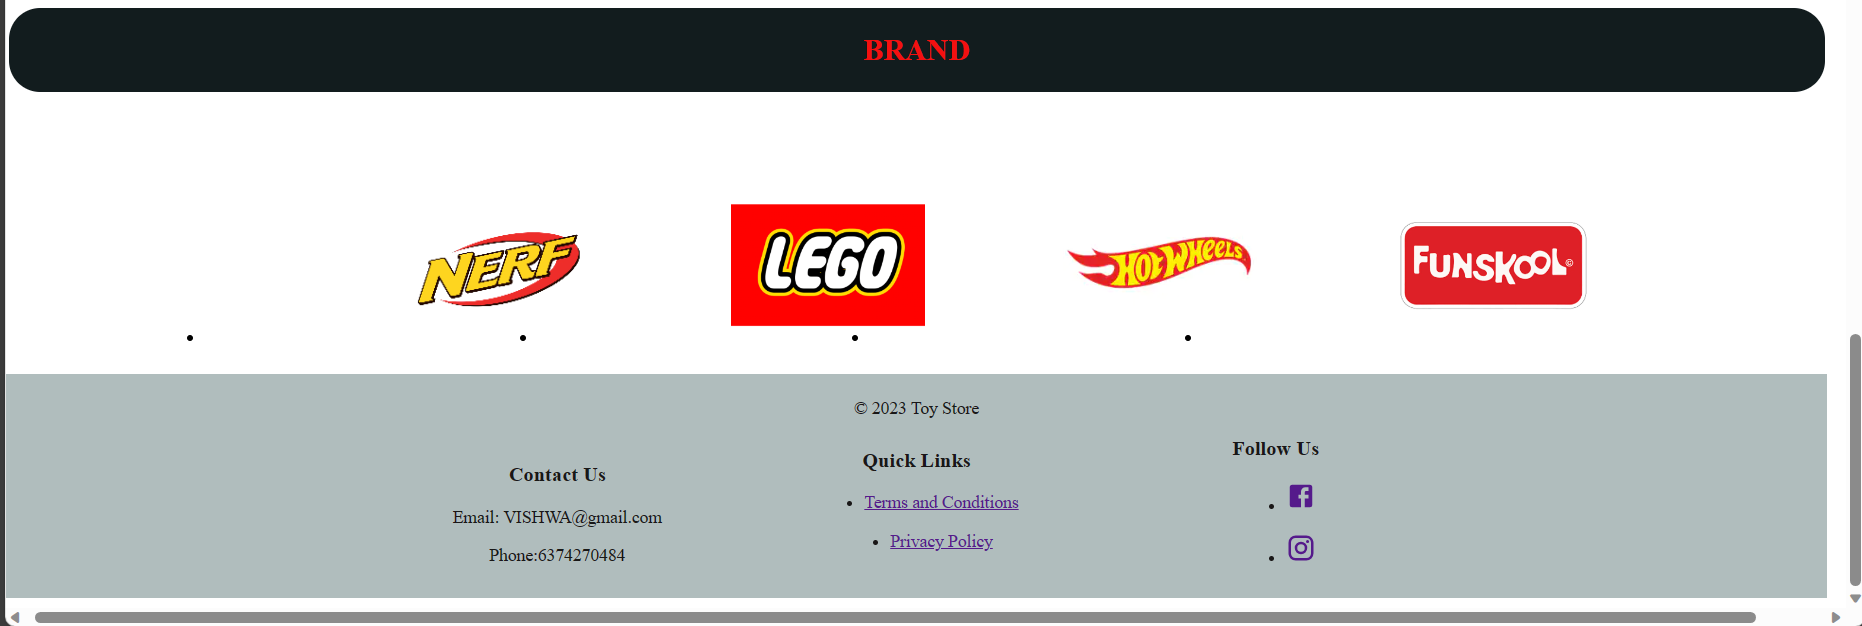 BRAND
NERF
LEGO
HOT WHEELS
FUNSKOOL©
© 2023 Toy Store
Contact Us
Email: VISHWA@gmail.com
Phone:6374270484
Quick Links
• Terms and Conditions
• Privacy Policy
Follow Us